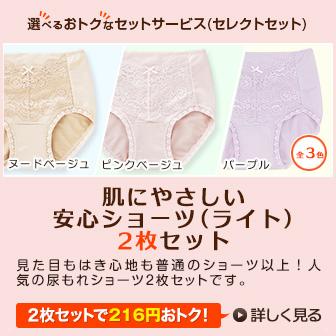 選べるおトクなセットサービス(セレクトセット)
ヌードベージュ
ピンクベージュ
パープル
全3色
肌にやさしい
安心ショーツ(ライト)
2枚セット
見た目もはき心地も普通のショーツ以上！人
気の尿もれショーツ2枚セットです。
2枚セットで216円おトク！
詳しく見る